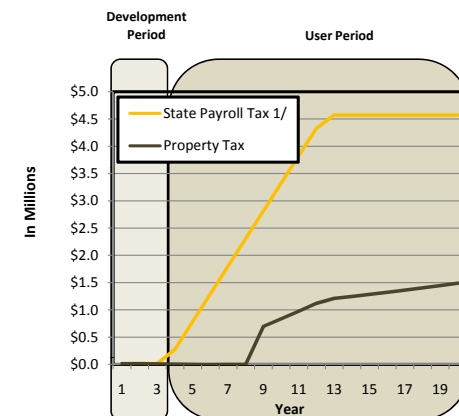 Development
Period
User Period
$5.0
$4.5
$4.0
$3.5
$3.0
$2.5
$2.0
$1.5
$1.0
$0.5
$0.0
In Millions
State Payroll Tax 1/
Property Tax
1 3 5 7 9 11 13 15 17 19
Year